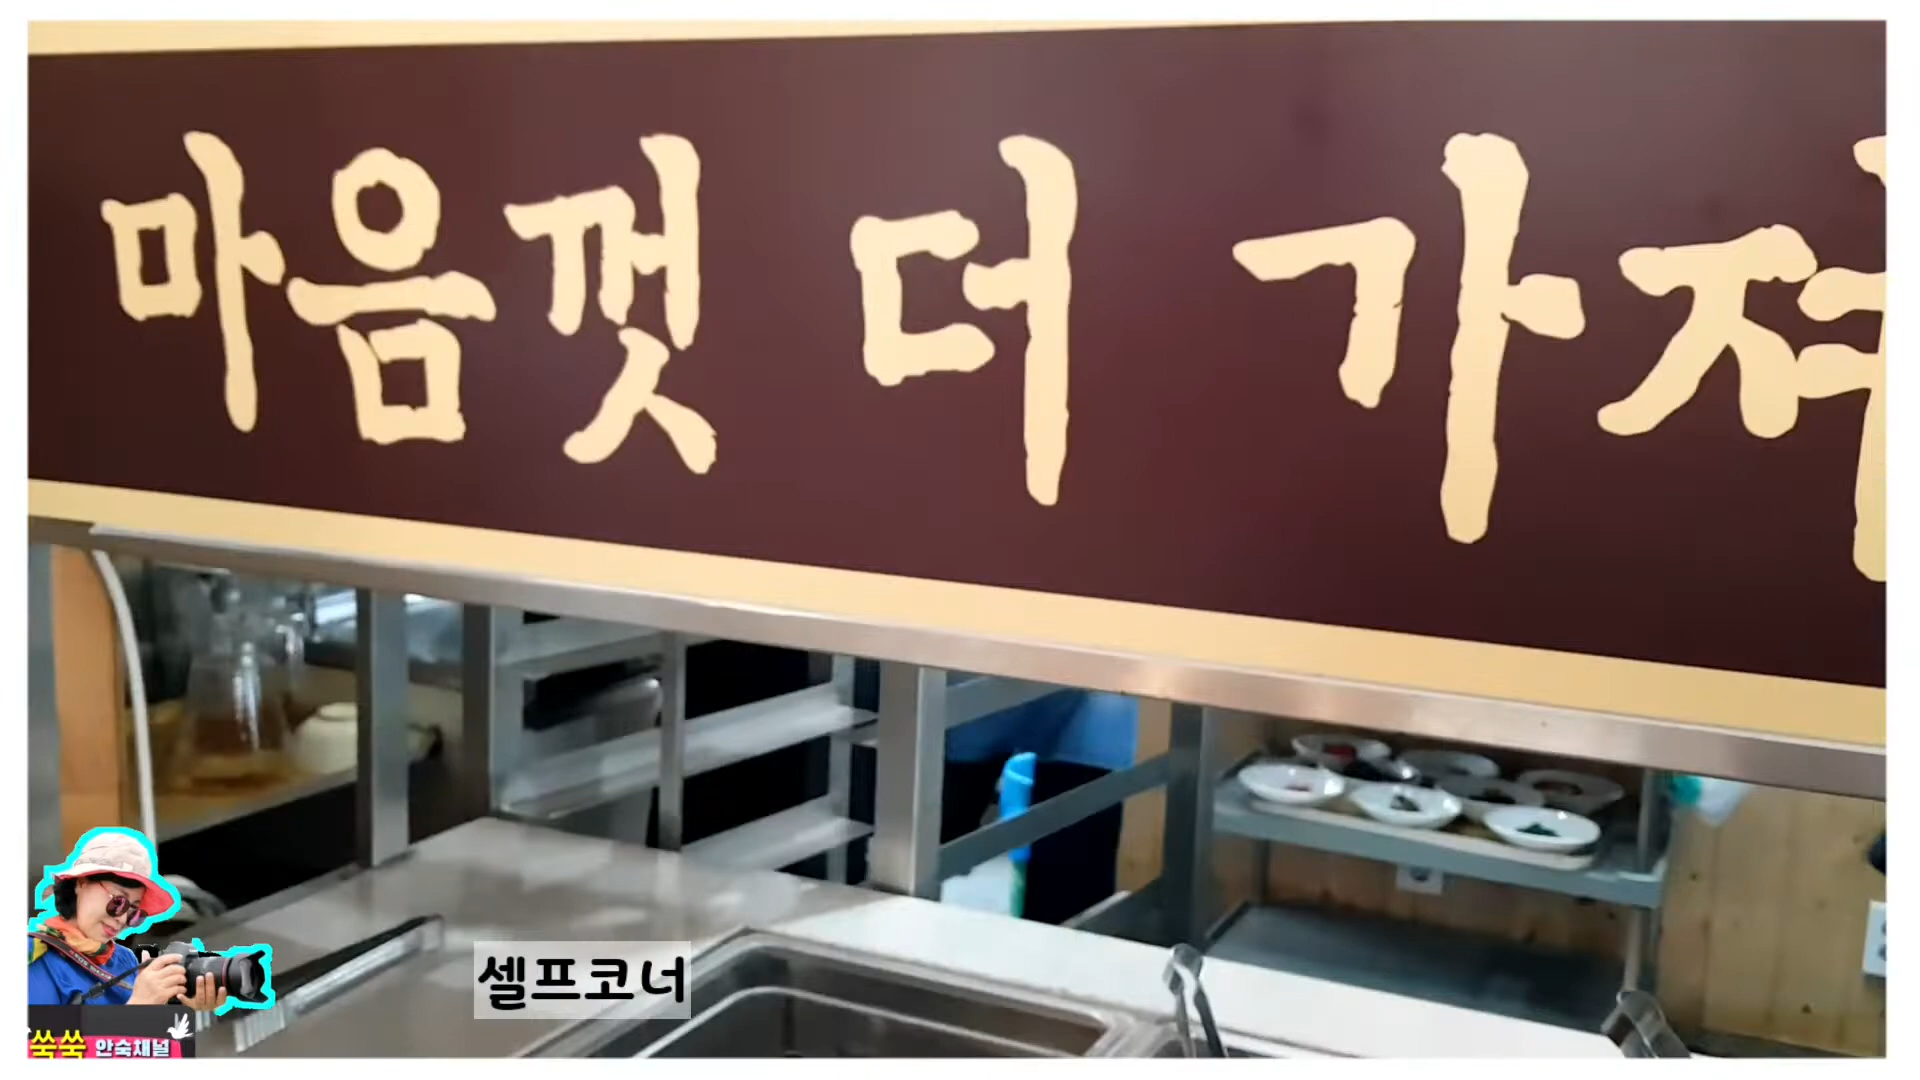 마음껏 더 가져
셀프코너
쑥쑥 안숙채널